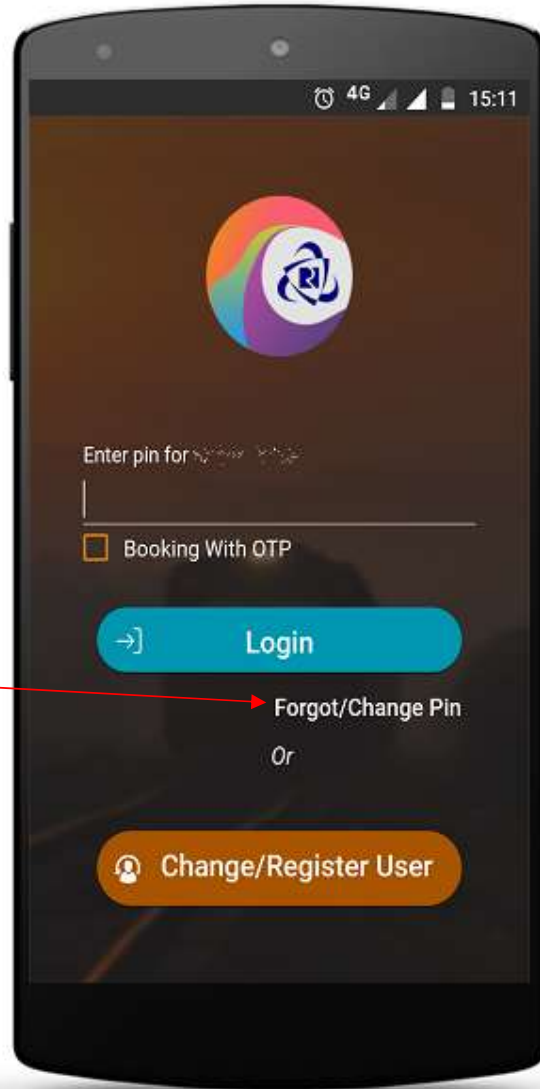 4G 15:11
Enter pin for
Booking With OTP
Login
Forgot/Change Pin
Or
Change/Register User